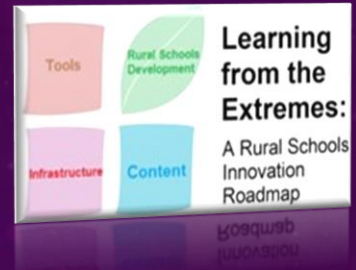 Tools
Rural Schools
Development
Infrastructure
Content
Learning
from the
Extremes:
A Rural Schools
Innovation
Roadmap